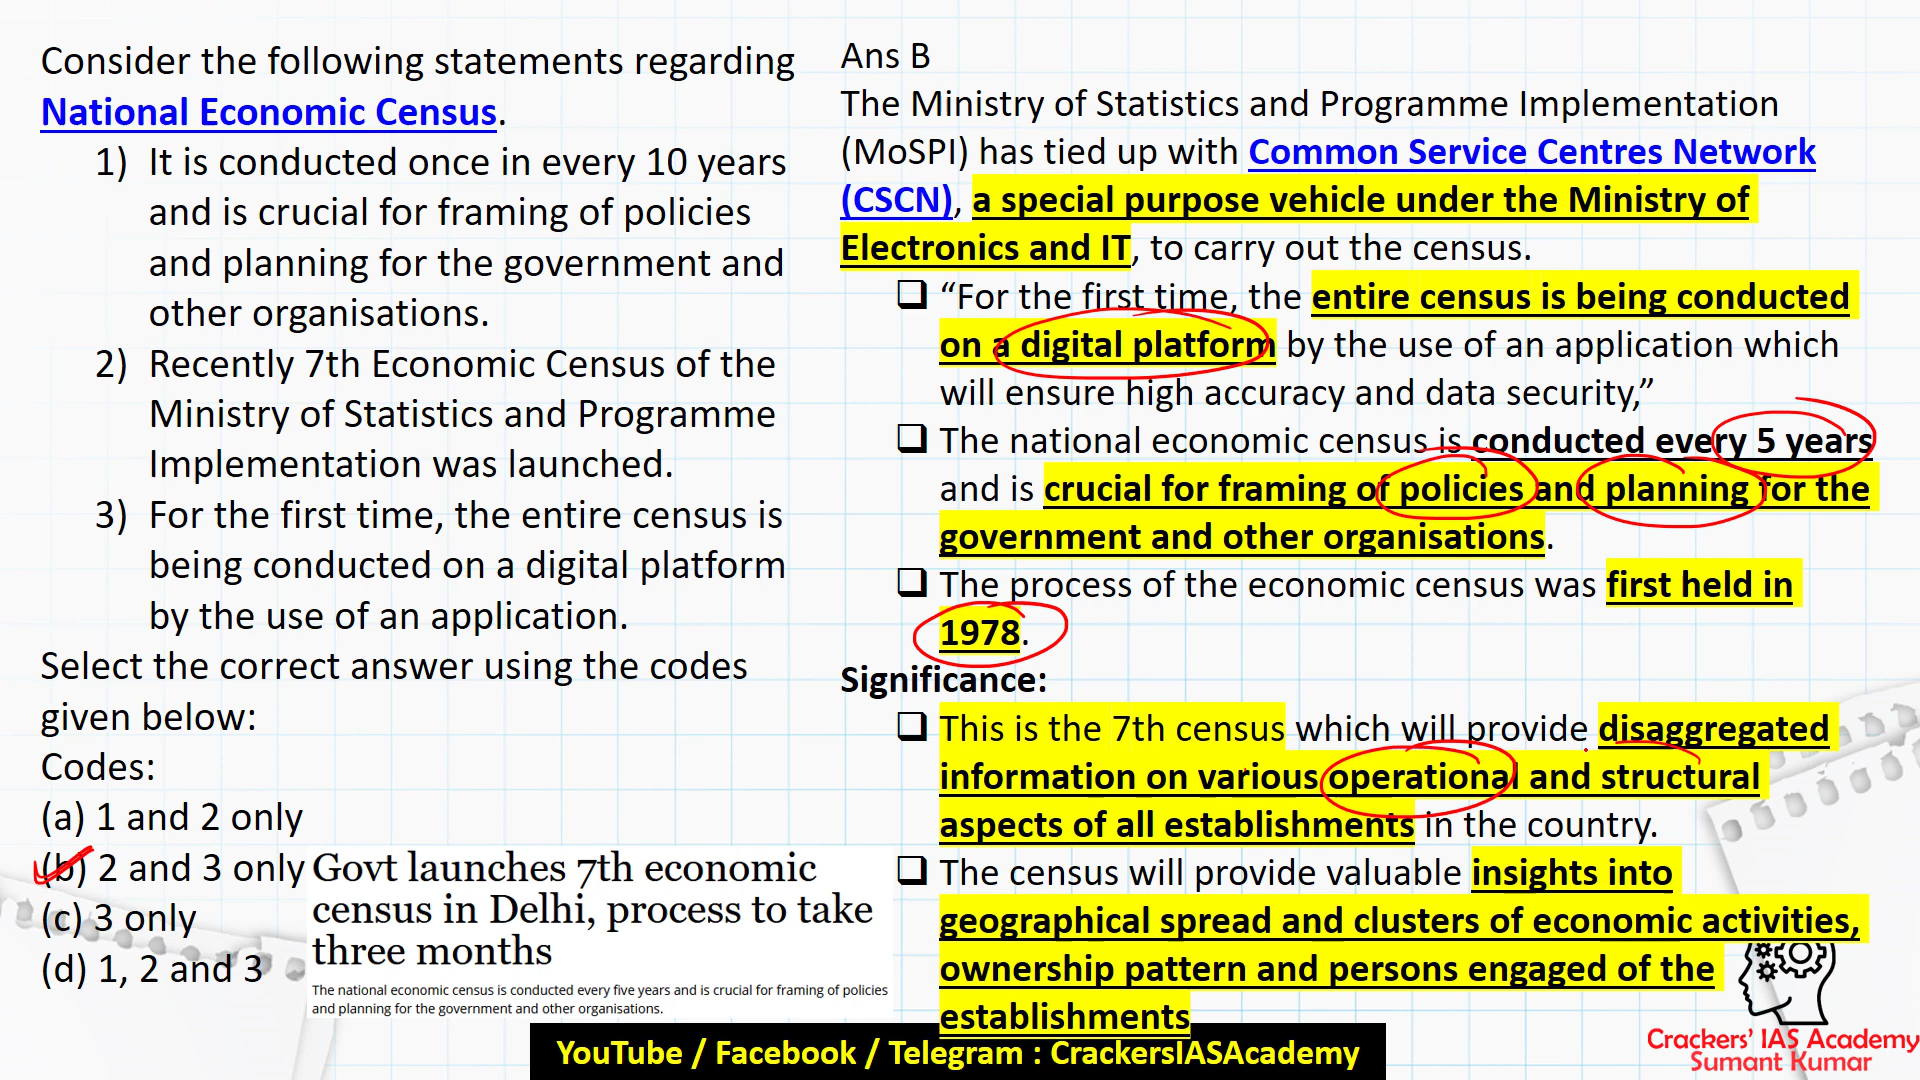 Consider the following statements regarding
National Economic Census.
1) It is conducted once in every 10 years
and is crucial for framing of policies
and planning for the government and
other organisations.
2) Recently 7th Economic Census of the
Ministry of Statistics and Programme
Implementation was launched.
3) For the first time, the entire census is
being conducted on a digital platform
by the use of an application.
Select the correct answer using the codes
given below:
Codes:
(a) 1 and 2 only
(b) 2 and 3 only
(c) 3 only
(d) 1, 2 and 3
Govt launches 7th economic
census in Delhi, process to take
three months
The national economic census is conducted every five years and is crucial for framing of policies
and planning for the government and other organisations.
Ans B
The Ministry of Statistics and Programme Implementation
(MoSPI) has tied up with Common Service Centres Network
(CSCN), a special purpose vehicle under the Ministry of
Electronics and IT, to carry out the census.
❑ “For the first time, the entire census is being conducted
on a digital platform by the use of an application which
will ensure high accuracy and data security,”
❑ The national economic census is conducted every 5 years
and is crucial for framing of policies and planning for the
government and other organisations.
❑ The process of the economic census was first held in
1978.
Significance:
❑ This is the 7th census which will provide disaggregated
information on various operational and structural
aspects of all establishments in the country.
❑ The census will provide valuable insights into
geographical spread and clusters of economic activities,
ownership pattern and persons engaged of the
establishments
YouTube / Facebook / Telegram : CrackersIASAcademy
Crackers’ IAS Academy
Sumant Kumar